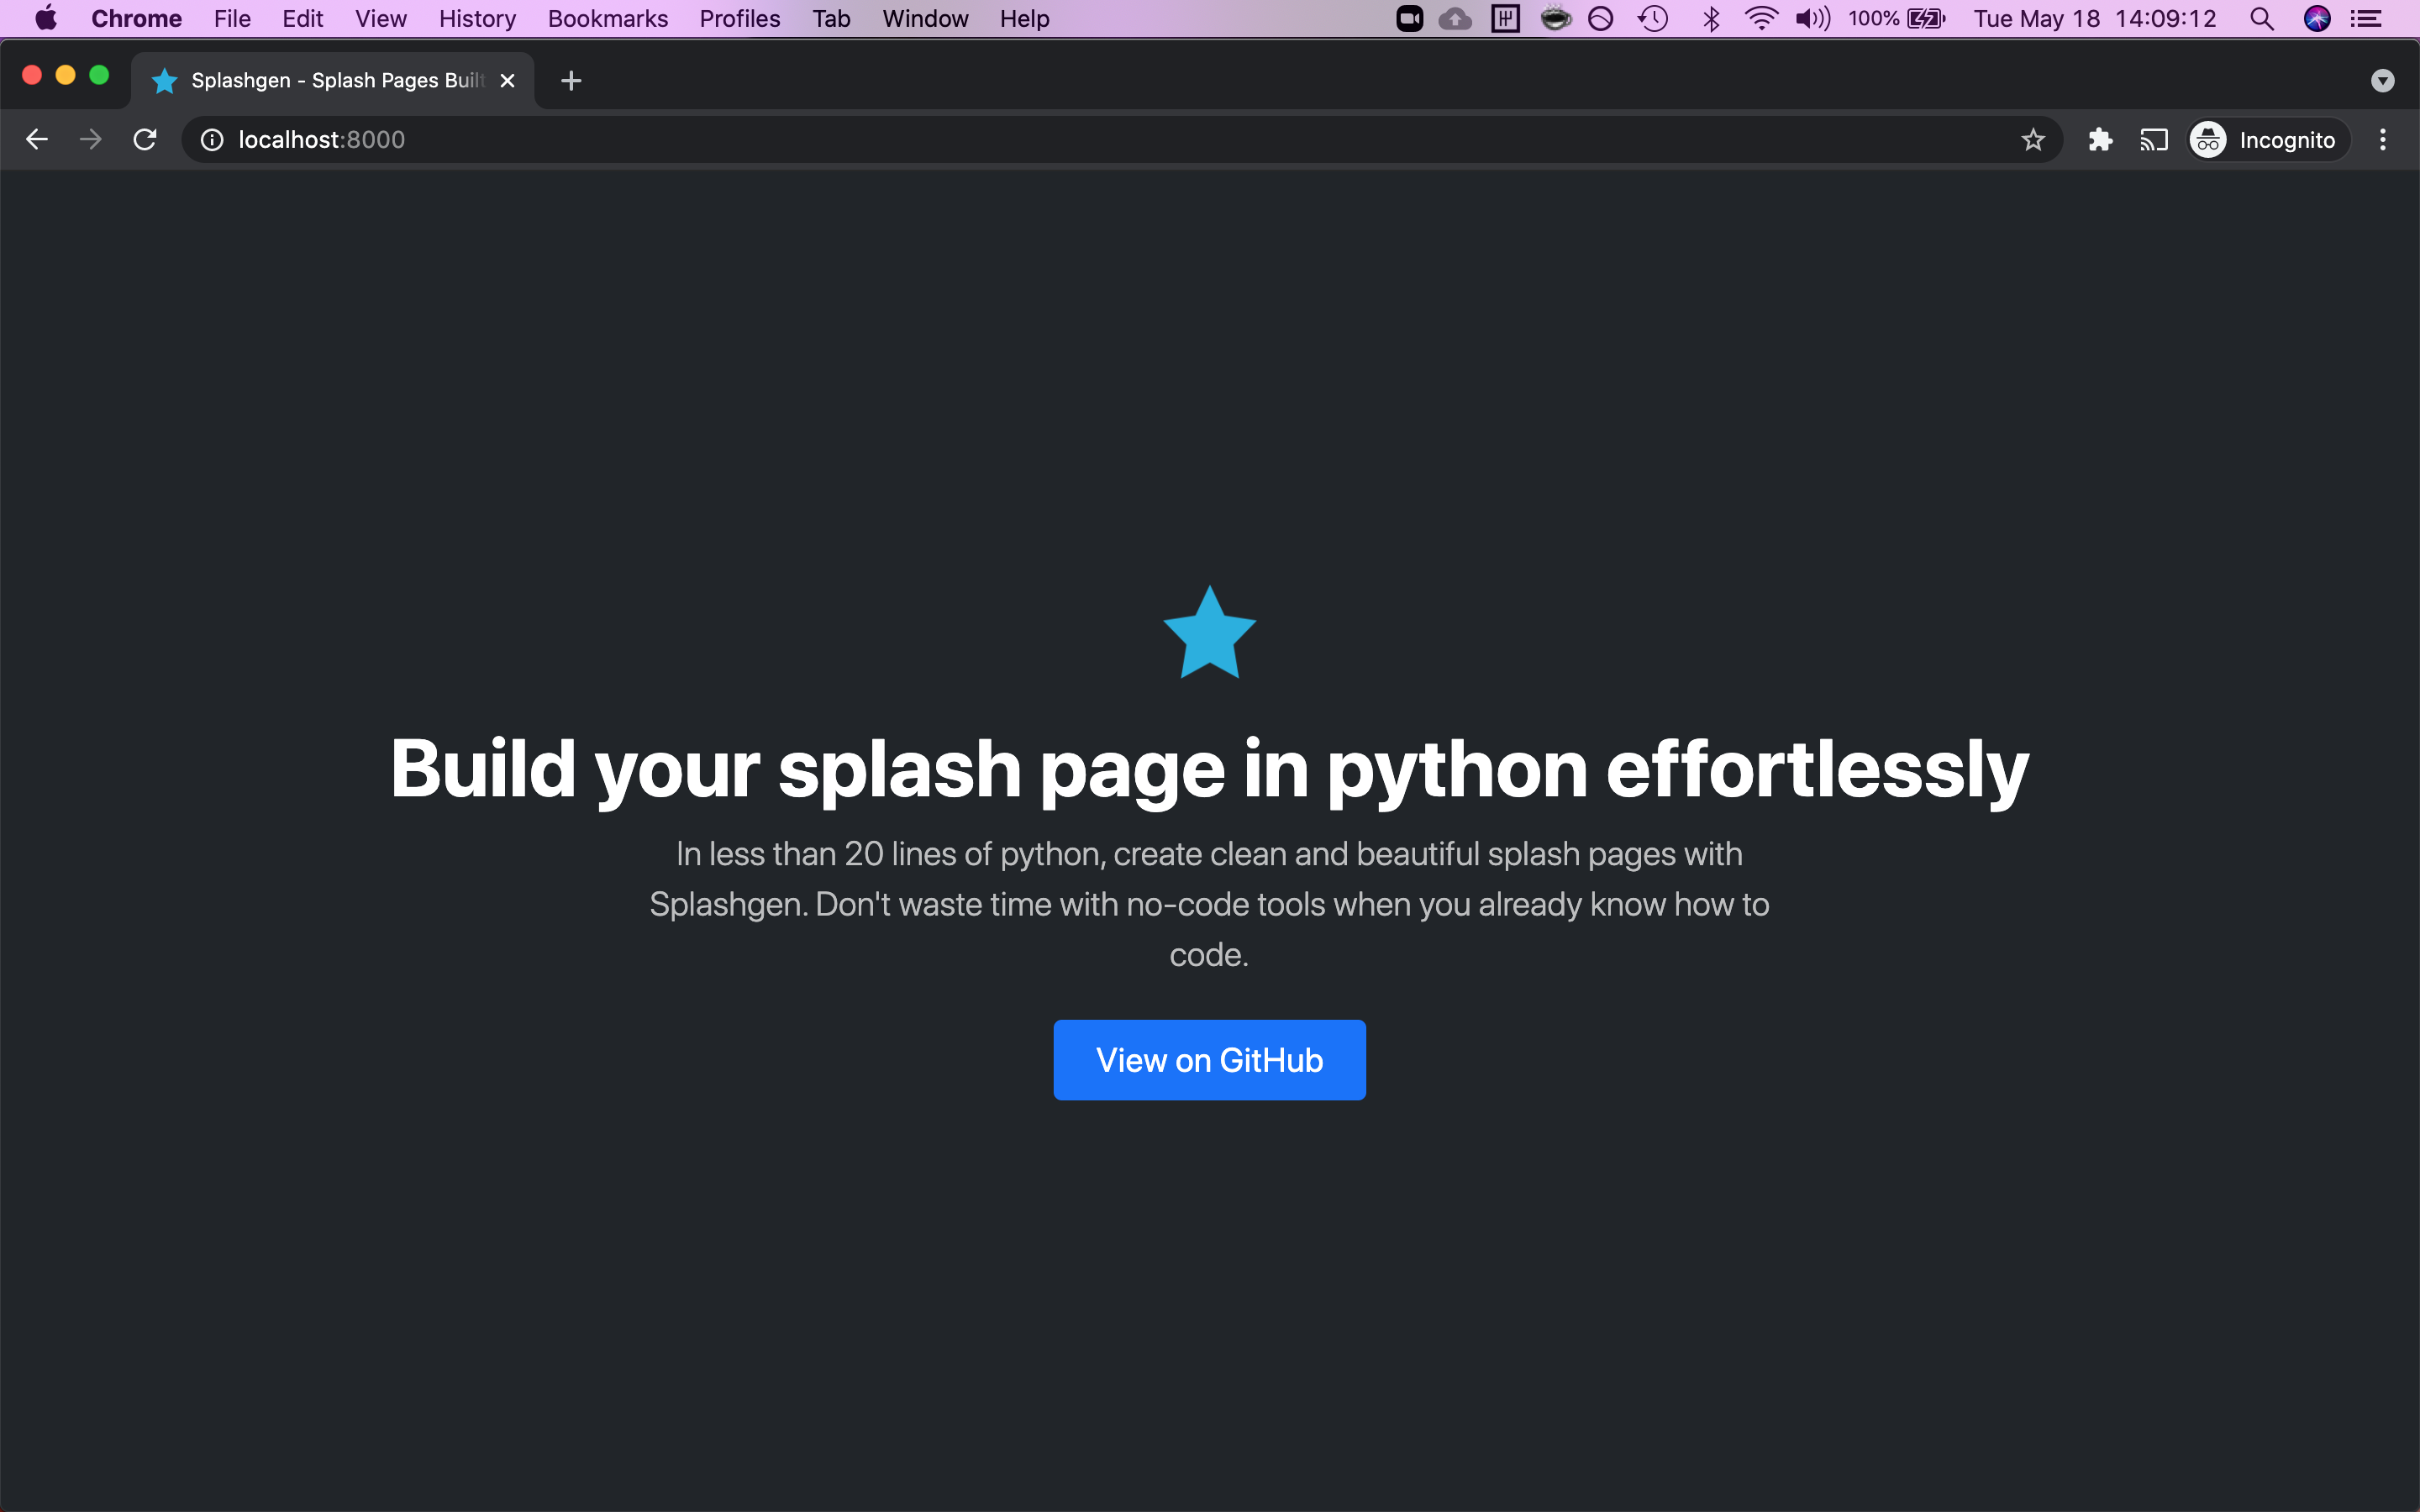 Chrome File Edit View History Bookmarks Profiles Tab Window Help 100% Tue May 18 14:09:12
Splashgen - Splash Pages Built
localhost:8000 Incognito
Build your splash page in python effortlessly
In less than 20 lines of python, create clean and beautiful splash pages with
Splashgen. Don't waste time with no-code tools when you already know how to
code.
View on GitHub